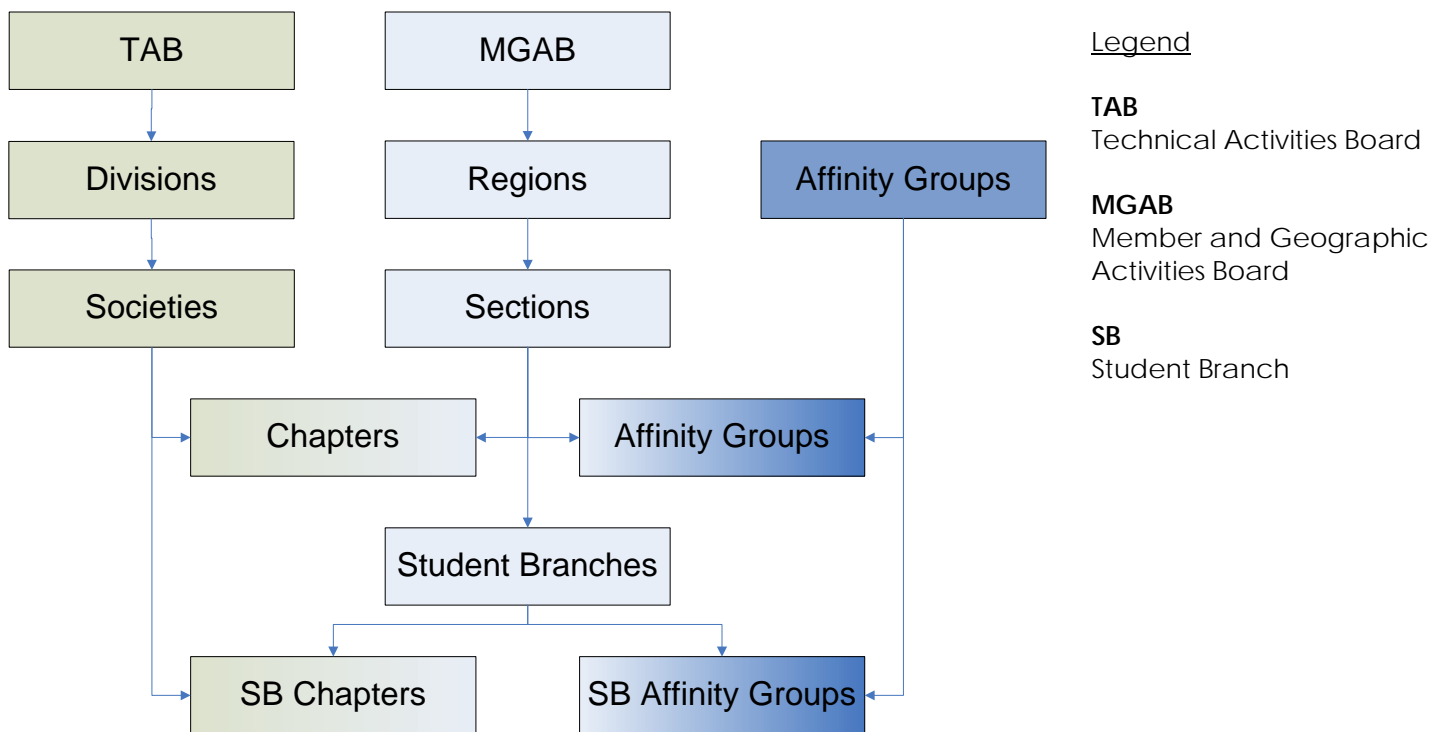 TAB
MGAB
Divisions
Regions
Affinity Groups
Societies
Sections
Chapters
Affinity Groups
Student Branches
SB Chapters
SB Affinity Groups
Legend
TAB
Technical Activities Board
MGAB
Member and Geographic
Activities Board
SB
Student Branch